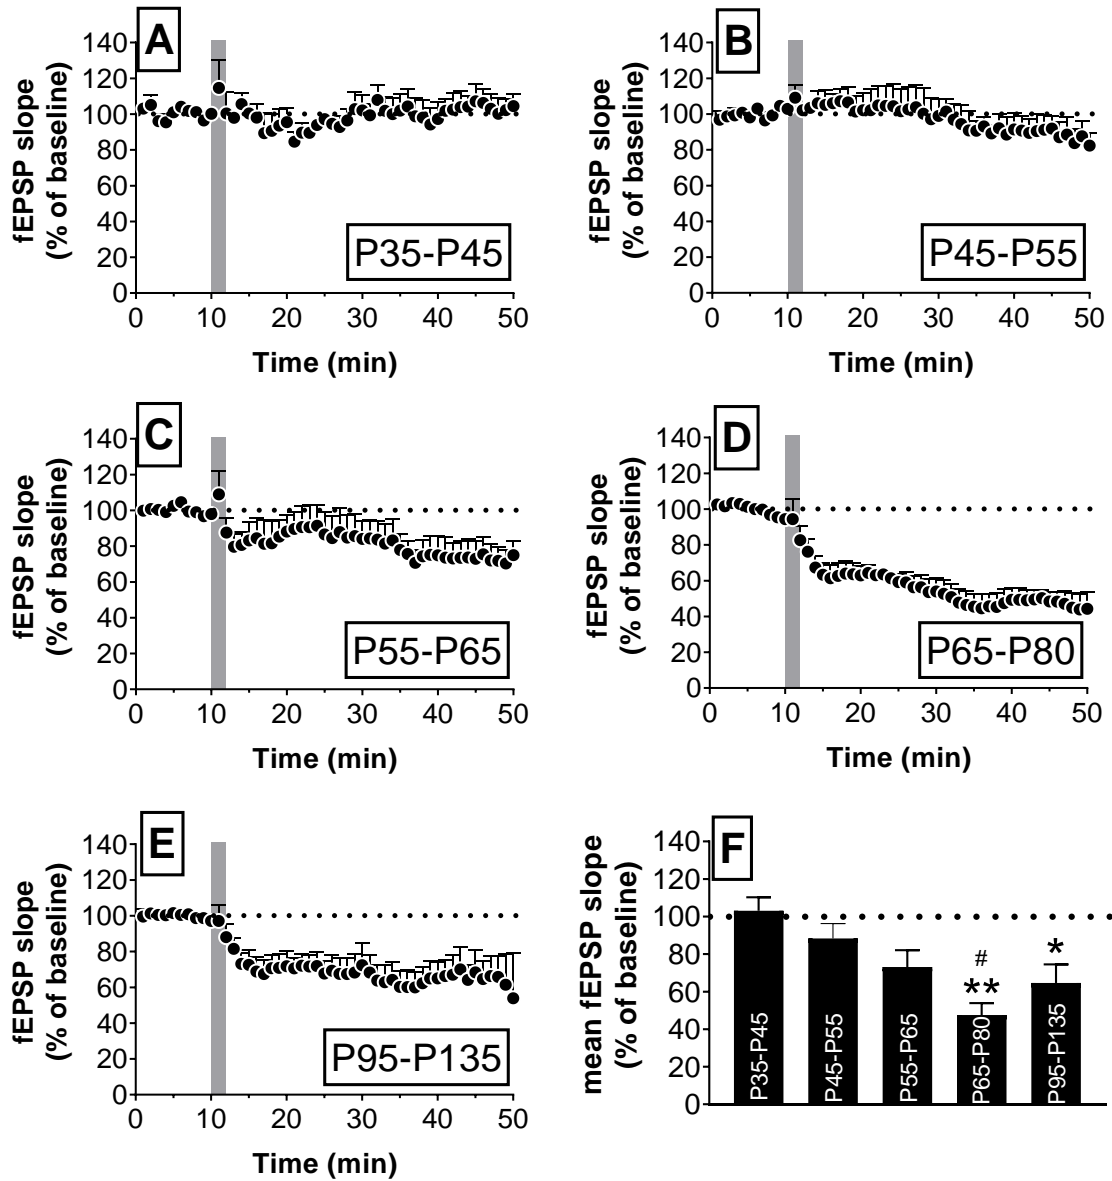 A
fEPSP slope
(% of baseline)
140
120
100
80
60
40
20
0
P35-P45
0 10 20 30 40 50
Time (min)
B
fEPSP slope
(% of baseline)
140
120
100
80
60
40
20
0
P45-P55
0 10 20 30 40 50
Time (min)
C
fEPSP slope
(% of baseline)
140
120
100
80
60
40
20
0
P55-P65
0 10 20 30 40 50
Time (min)
D
fEPSP slope
(% of baseline)
140
120
100
80
60
40
20
0
P65-P80
0 10 20 30 40 50
Time (min)
E
fEPSP slope
(% of baseline)
140
120
100
80
60
40
20
0
P95-P135
0 10 20 30 40 50
Time (min)
F
mean fEPSP slope
(% of baseline)
140
120
100
80
60
40
20
0
#
**
*
P35-P45
P45-P55
P55-P65
P65-P80
P95-P135